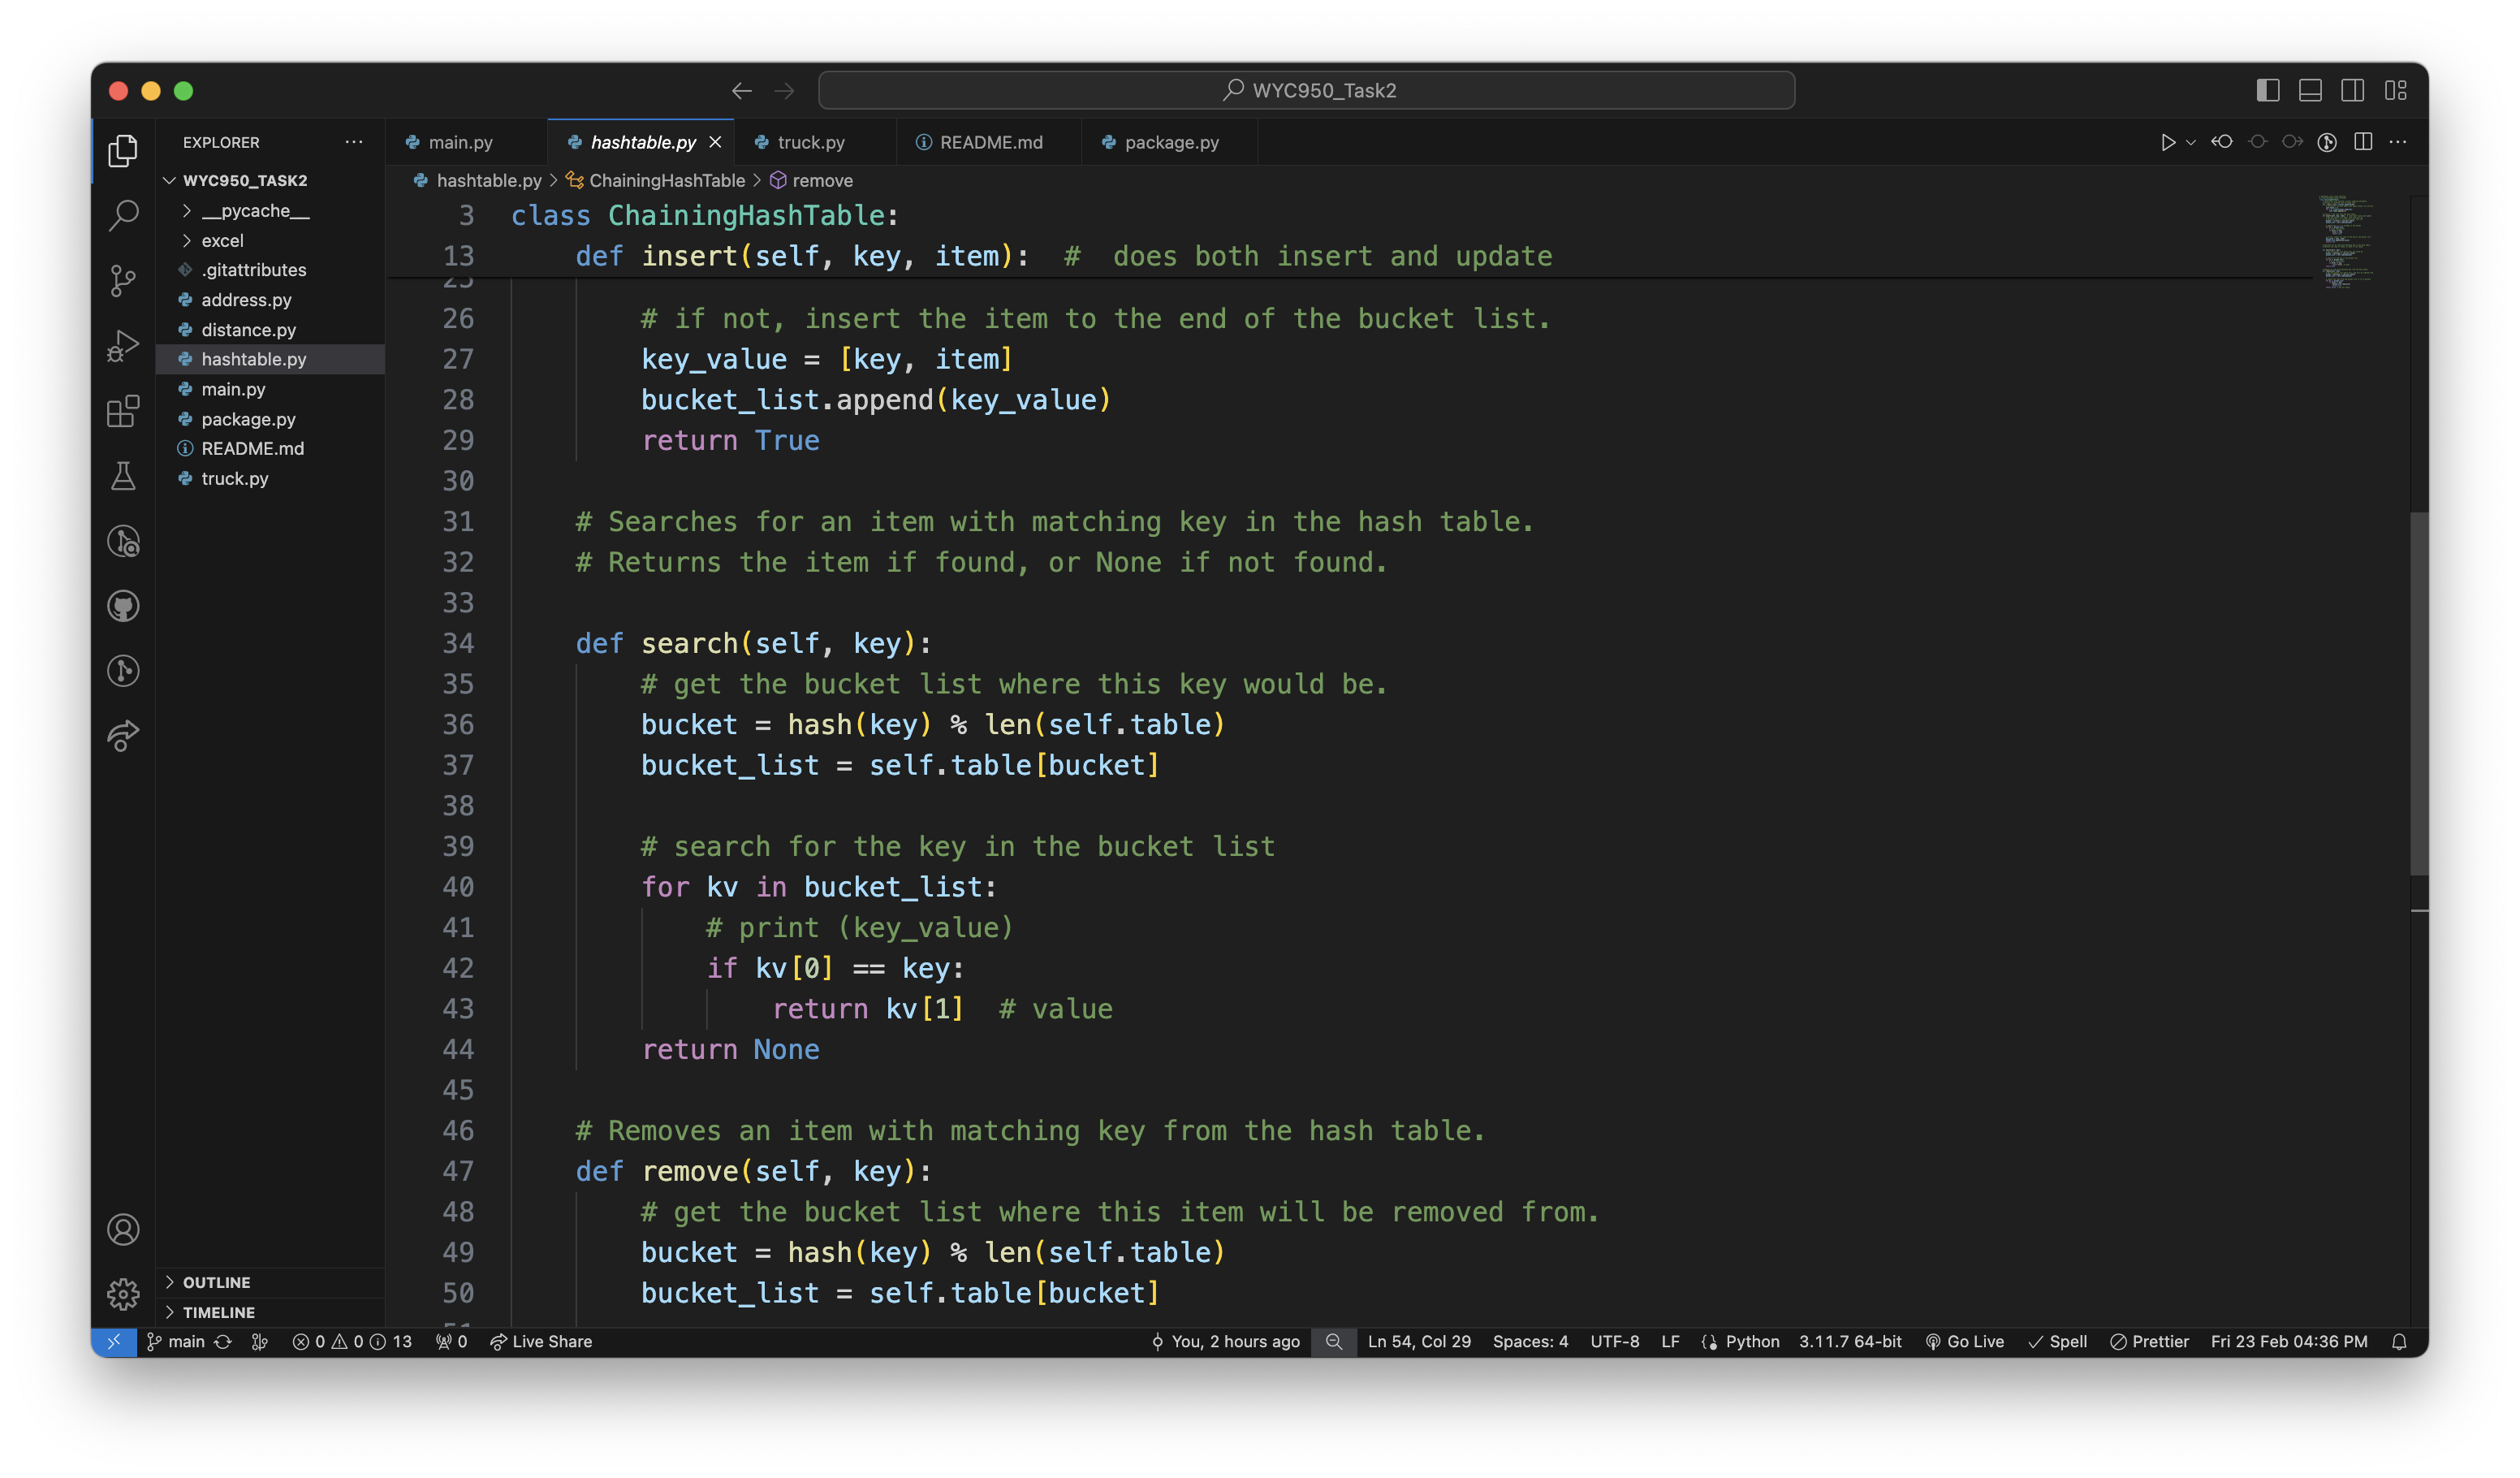 WYC950_Task2
EXPLORER
WYC950_TASK2
__pycache__
excel
.gitattributes
address.py
distance.py
hashtable.py
main.py
package.py
README.md
truck.py
OUTLINE
TIMELINE
main.py
hashtable.py
truck.py
README.md
package.py
hashtable.py > ChainingHashTable > remove
3 class ChainingHashTable:
13 def insert(self, key, item):  #  does both insert and update
25
26 # if not, insert the item to the end of the bucket list.
27 key_value = [key, item]
28 bucket_list.append(key_value)
29 return True
30
31 # Searches for an item with matching key in the hash table.
32 # Returns the item if found, or None if not found.
33
34 def search(self, key):
35 # get the bucket list where this key would be.
36 bucket = hash(key) % len(self.table)
37 bucket_list = self.table[bucket]
38
39 # search for the key in the bucket list
40 for kv in bucket_list:
41 # print (key_value)
42 if kv[0] == key:
43 return kv[1]  # value
44 return None
45
46 # Removes an item with matching key from the hash table.
47 def remove(self, key):
48 # get the bucket list where this item will be removed from.
49 bucket = hash(key) % len(self.table)
50 bucket_list = self.table[bucket]
main 0 0 13 0 Live Share You, 2 hours ago Ln 54, Col 29 Spaces: 4 UTF-8 LF Python 3.11.7 64-bit Go Live Spell Prettier Fri 23 Feb 04:36 PM